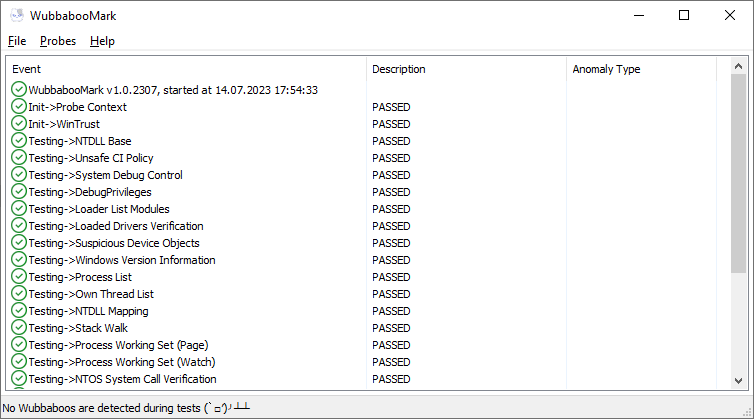 WubbabooMark
File Probes Help
Event Description Anomaly Type
WubbabooMark v1.0.2307, started at 14.07.2023 17:54:33
Init->Probe Context PASSED
Init->WinTrust PASSED
Testing->NTDLL Base PASSED
Testing->Unsafe CI Policy PASSED
Testing->System Debug Control PASSED
Testing->DebugPrivileges PASSED
Testing->Loader List Modules PASSED
Testing->Loaded Drivers Verification PASSED
Testing->Suspicious Device Objects PASSED
Testing->Windows Version Information PASSED
Testing->Process List PASSED
Testing->Own Thread List PASSED
Testing->NTDLL Mapping PASSED
Testing->Stack Walk PASSED
Testing->Process Working Set (Page) PASSED
Testing->Process Working Set (Watch) PASSED
Testing->NTOS System Call Verification PASSED
No Wubbaboos are detected during tests (`□′)╯┴┴